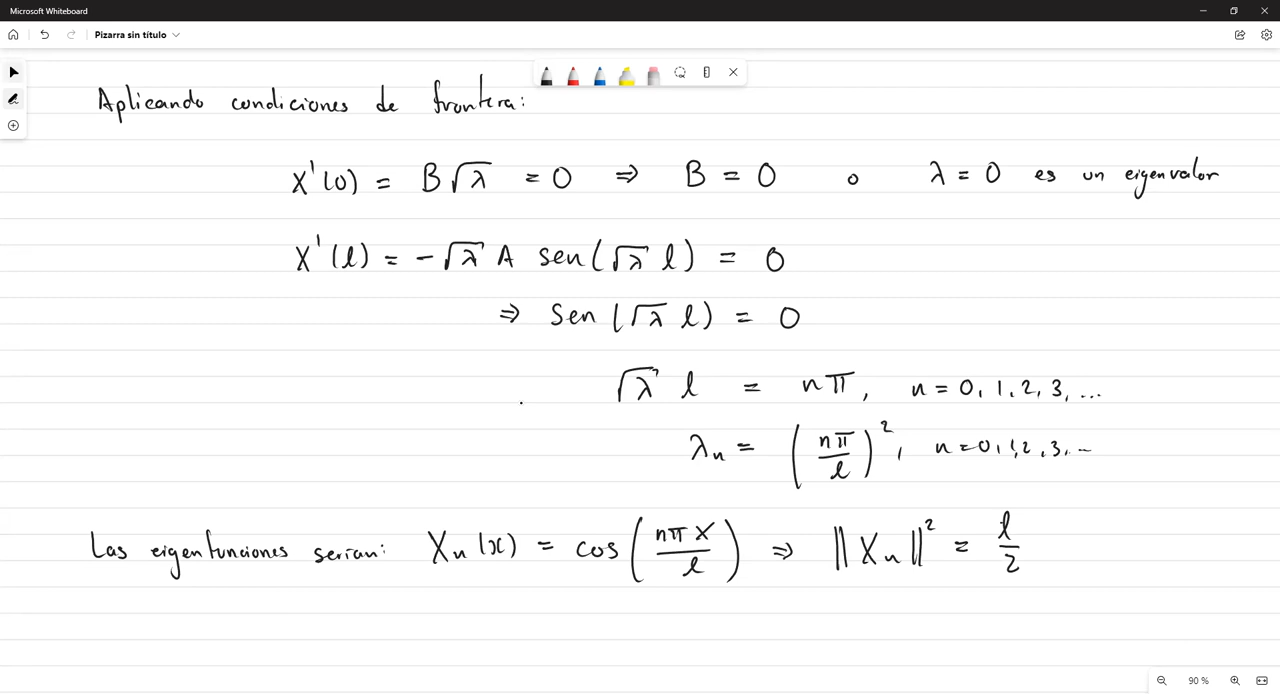 Microsoft Whiteboard
Pizarra sin título
Aplicando condiciones de frontera:
X'(0) = B√λ = 0 ⇒ B = 0 o λ = 0 es un eigenvalor
X'(l) = -√λ A sen(√λ l) = 0
⇒ Sen(√λ l) = 0
√λ l = nπ, n = 0, 1, 2, 3, ...
λn = (nπ/l)², n = 0, 1, 2, 3, ...
Las eigenfunciones serían: Xn(x) = cos(nπx/l) ⇒ ||Xn||² = l/2
90 %